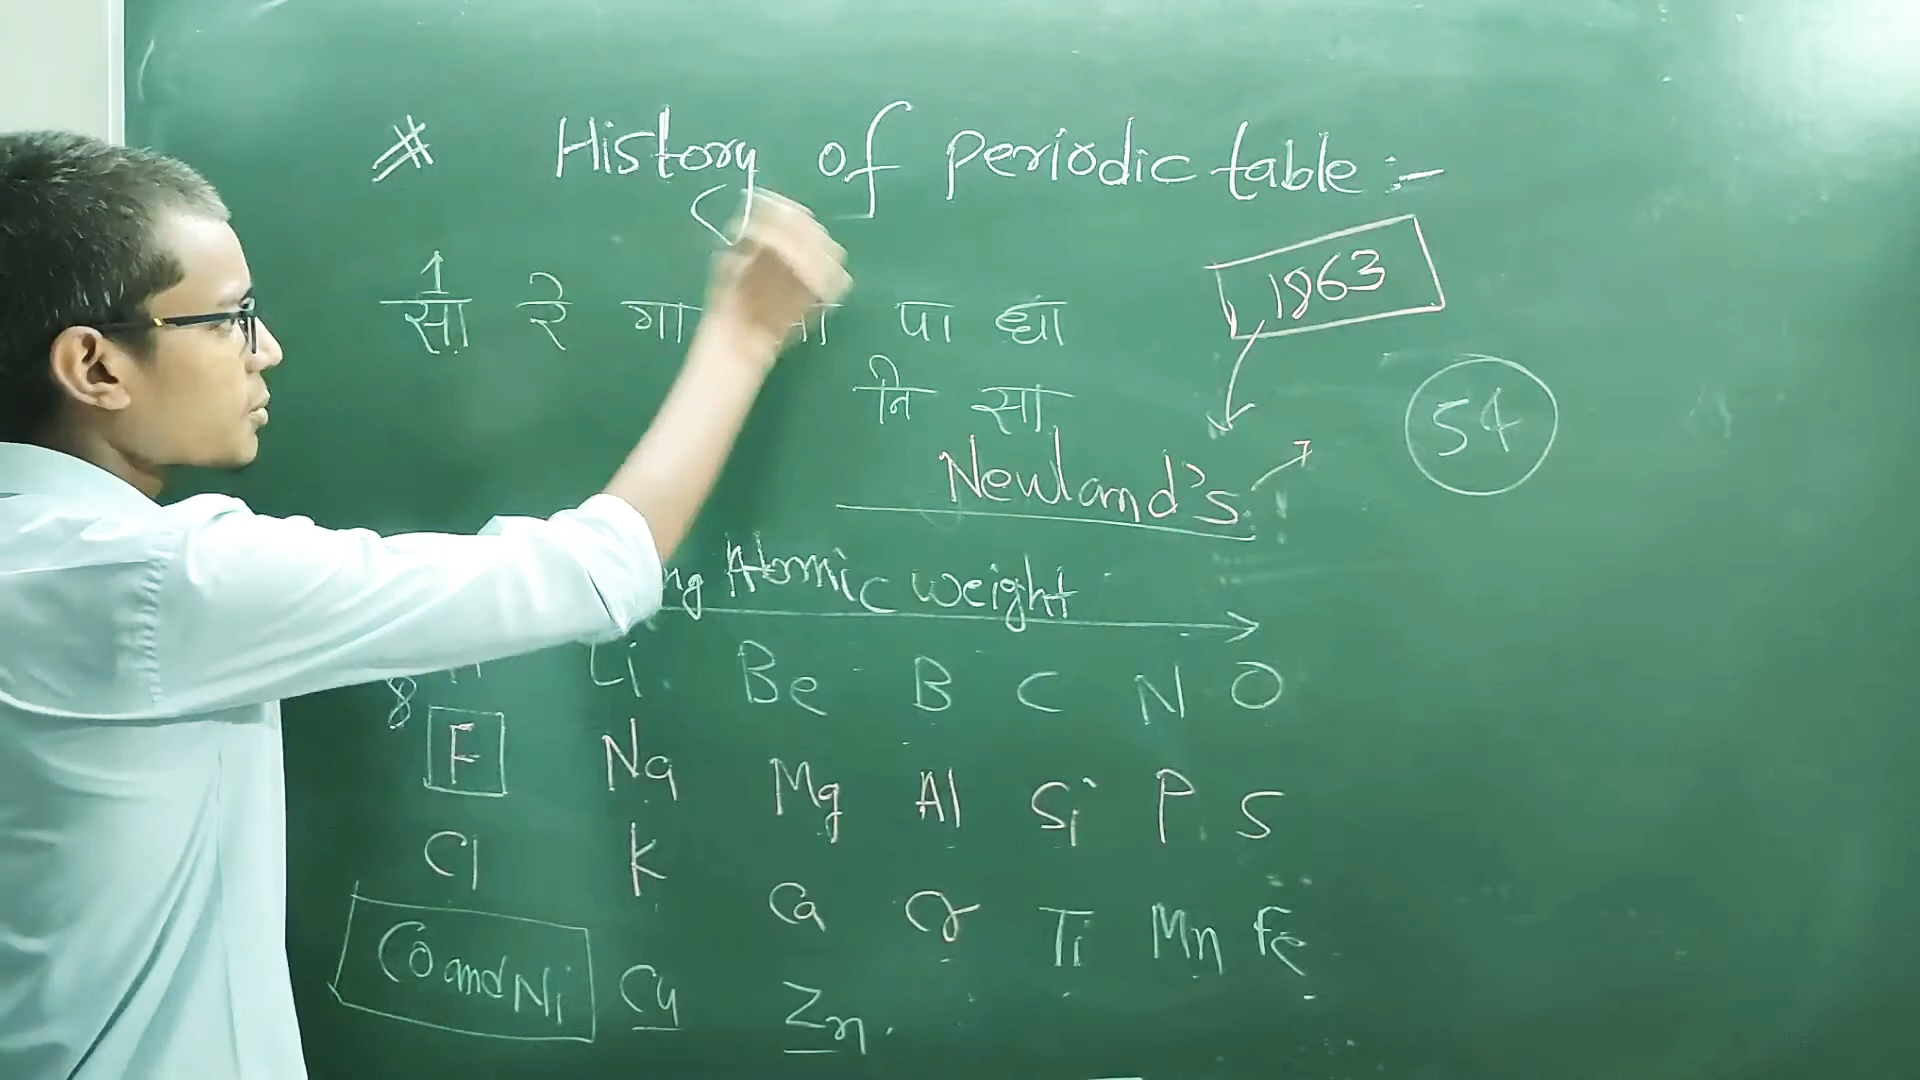 * History of periodic table :-
1
सा रे गा पा धा
1863
नि सा
54
Newland's
Atomic weight
Li Be B C N O
8
F Na Mg Al Si P S
Cl K Ca Cr Ti Mn Fe
Co and Ni Cu Zn